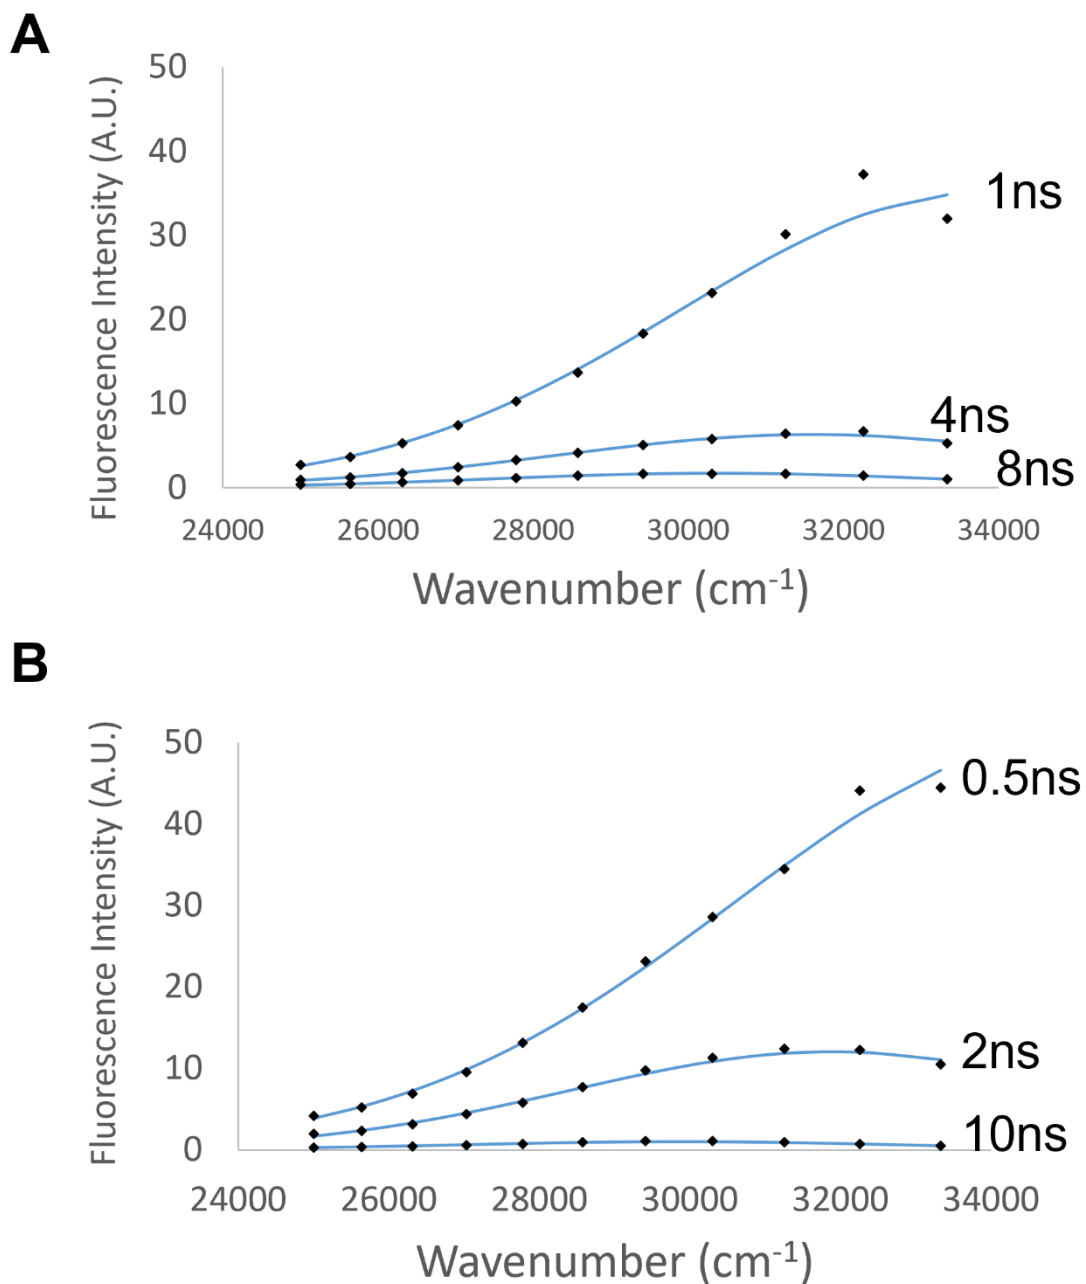 A
Fluorescence Intensity (A.U.)
50
40
30
20
10
0
1ns
4ns
8ns
24000 26000 28000 30000 32000 34000
Wavenumber (cm⁻¹)
B
Fluorescence Intensity (A.U.)
50
40
30
20
10
0
0.5ns
2ns
10ns
24000 26000 28000 30000 32000 34000
Wavenumber (cm⁻¹)